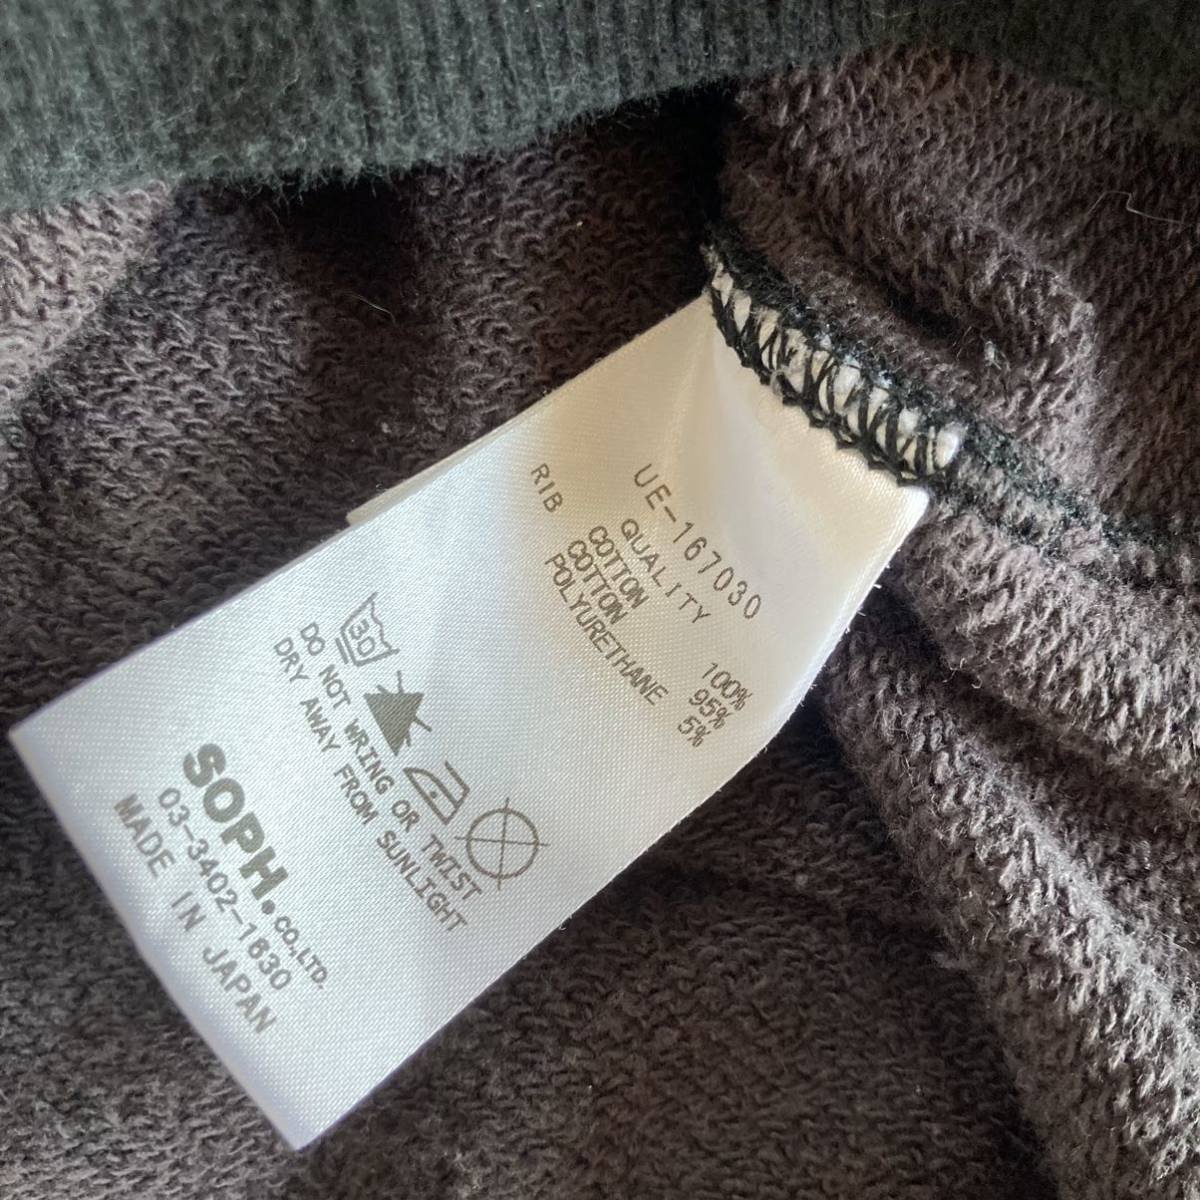 UE-167030
QUALITY
COTTON 100%
RIB COTTON 95%
POLYURETHANE 5%
30
DO NOT WRING OR TWIST
DRY AWAY FROM SUNLIGHT
SOPH.CO.,LTD.
03-3402-1830
MADE IN JAPAN